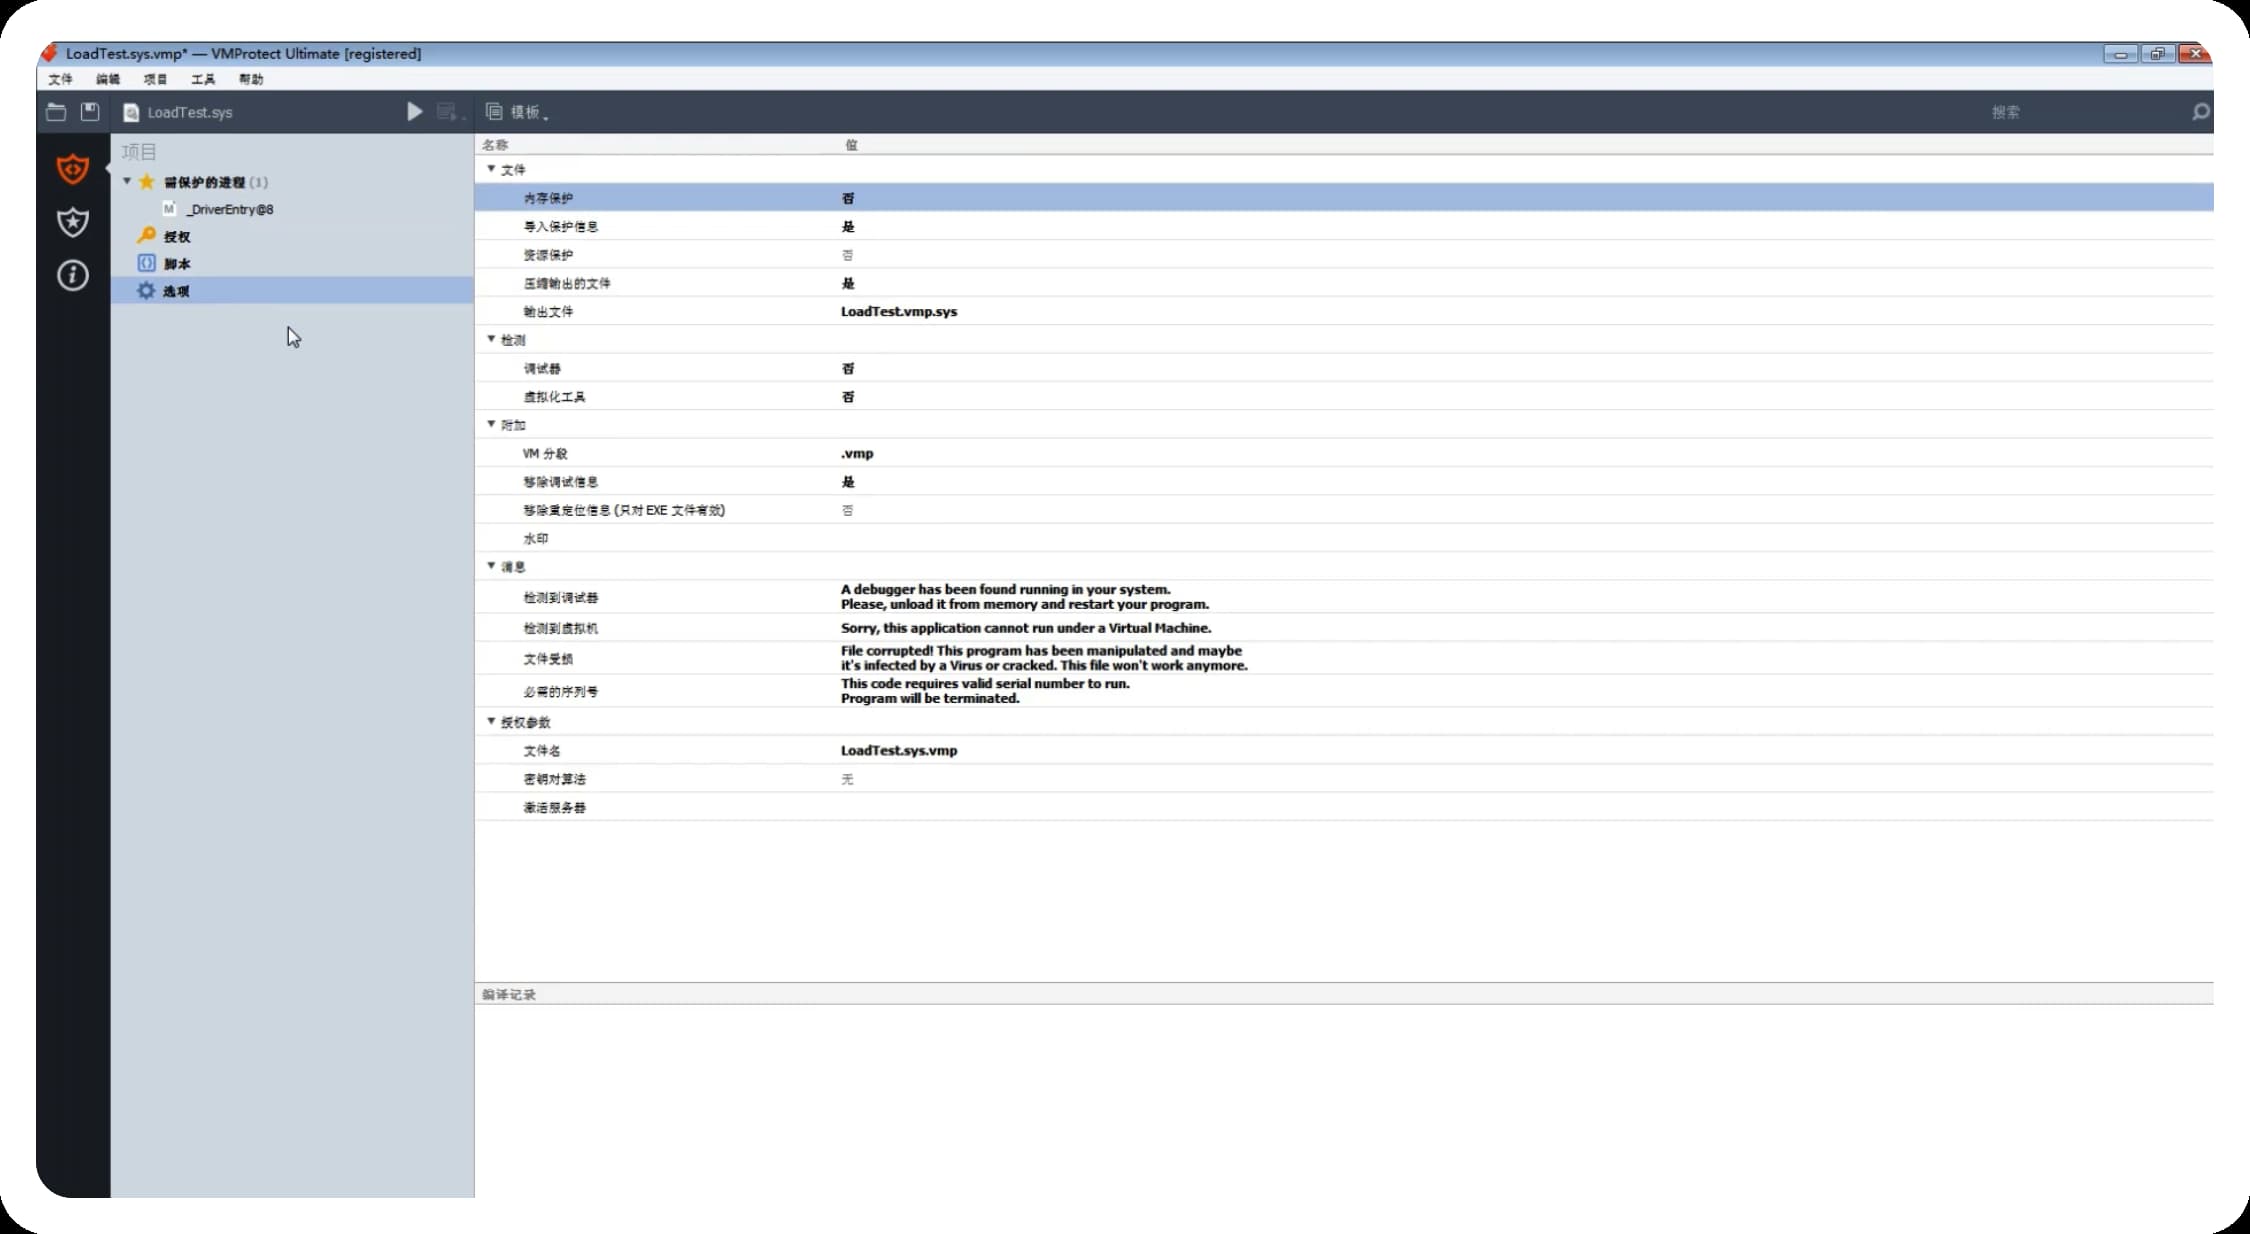 LoadTest.sys.vmp* — VMProtect Ultimate [registered]
文件 编辑 项目 工具 帮助
LoadTest.sys 模板 搜索
项目
需保护的进程 (1)
M _DriverEntry@8
授权
脚本
选项
名称 值
文件
内存保护 否
导入保护信息 是
资源保护 否
压缩输出的文件 是
输出文件 LoadTest.vmp.sys
检测
调试器 否
虚拟化工具 否
附加
VM 分段 .vmp
移除调试信息 是
移除重定位信息 (只对 EXE 文件有效) 否
水印
消息
检测到调试器 A debugger has been found running in your system.
Please, unload it from memory and restart your program.
检测到虚拟机 Sorry, this application cannot run under a Virtual Machine.
文件受损 File corrupted! This program has been manipulated and maybe
it's infected by a Virus or cracked. This file won't work anymore.
必需的序列号 This code requires valid serial number to run.
Program will be terminated.
授权参数
文件名 LoadTest.sys.vmp
密钥对算法 无
激活服务器
编译记录